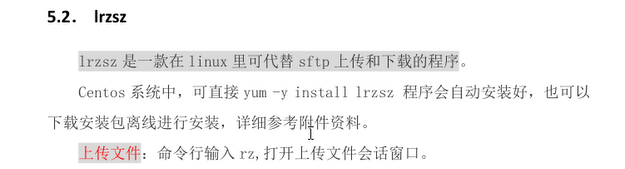 5.2. lrzsz
lrzsz 是一款在 linux 里可代替 sftp 上传和下载的程序。
Centos 系统中，可直接 yum -y install lrzsz 程序会自动安装好，也可以
下载安装包离线进行安装，详细参考附件资料。
上传文件：命令行输入 rz,打开上传文件会话窗口。